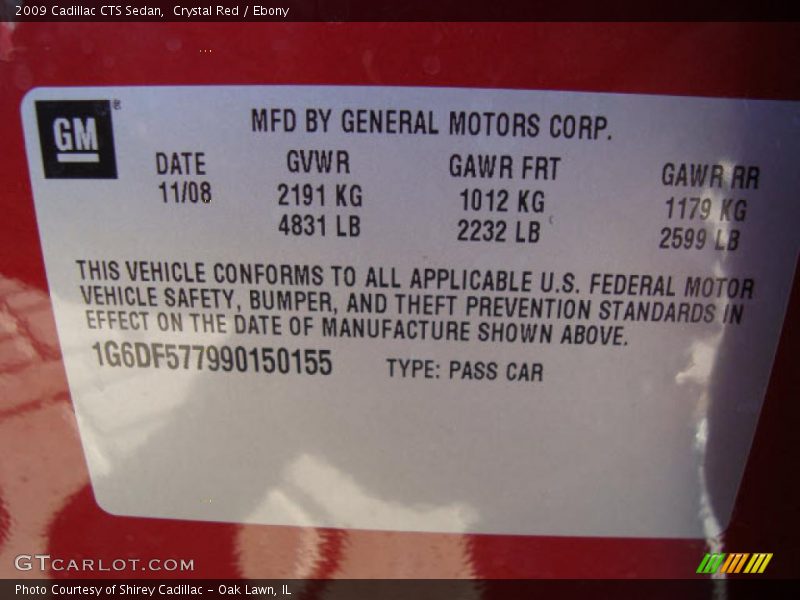 2009 Cadillac CTS Sedan,  Crystal Red / Ebony
GM ®
MFD BY GENERAL MOTORS CORP.
DATE GVWR GAWR FRT GAWR RR
11/08 2191 KG 1012 KG 1179 KG
4831 LB 2232 LB 2599 LB
THIS VEHICLE CONFORMS TO ALL APPLICABLE U.S. FEDERAL MOTOR
VEHICLE SAFETY, BUMPER, AND THEFT PREVENTION STANDARDS IN
EFFECT ON THE DATE OF MANUFACTURE SHOWN ABOVE.
1G6DF577990150155 TYPE: PASS CAR
GTCARLOT.COM
Photo Courtesy of Shirey Cadillac - Oak Lawn, IL